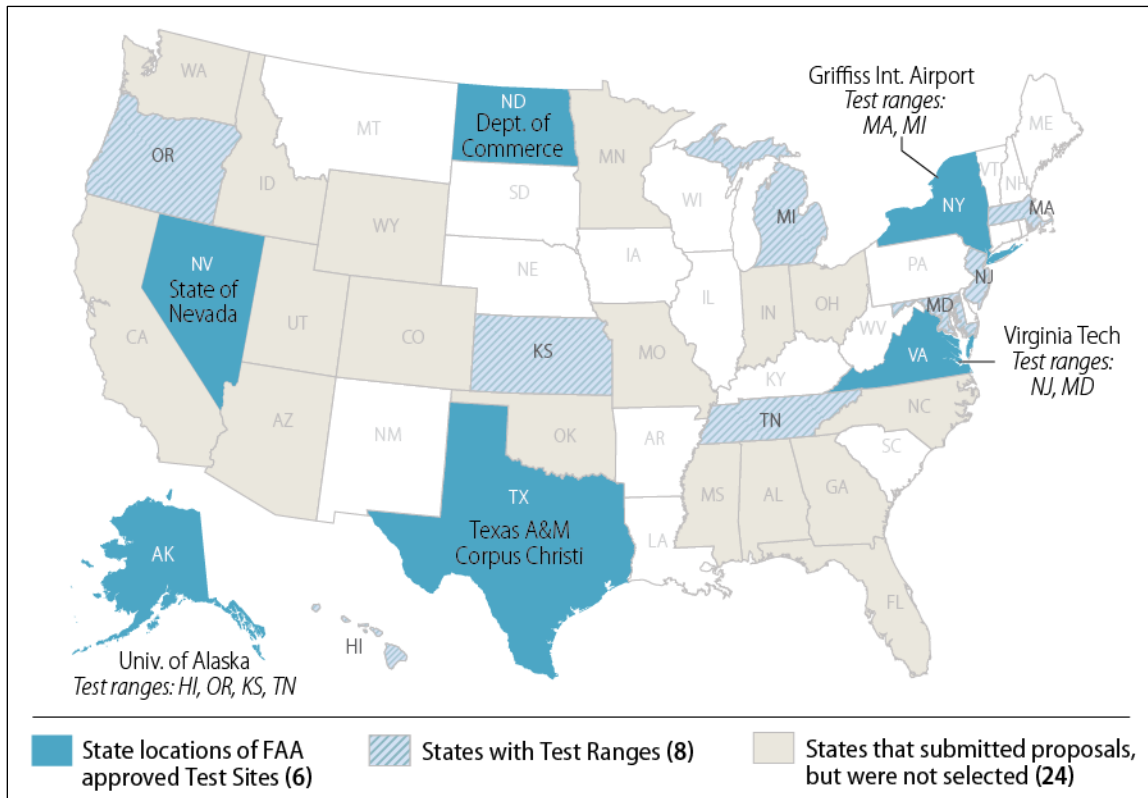 WA
MT
ND
Dept. of
Commerce
MN
OR
ID
SD
WI
MI
Griffiss Int. Airport
Test ranges:
MA, MI
ME
VT
NH
NY
MA
WY
NV
State of
Nevada
NE
IA
IL
IN
OH
PA
NJ
MD
WV
VA
Virginia Tech
Test ranges:
NJ, MD
CA
UT
CO
KS
MO
KY
AZ
NM
OK
AR
TN
NC
SC
TX
Texas A&M
Corpus Christi
LA
MS
AL
GA
FL
AK
Univ. of Alaska
Test ranges: HI, OR, KS, TN
HI
State locations of FAA
approved Test Sites (6)
States with Test Ranges (8)
States that submitted proposals,
but were not selected (24)